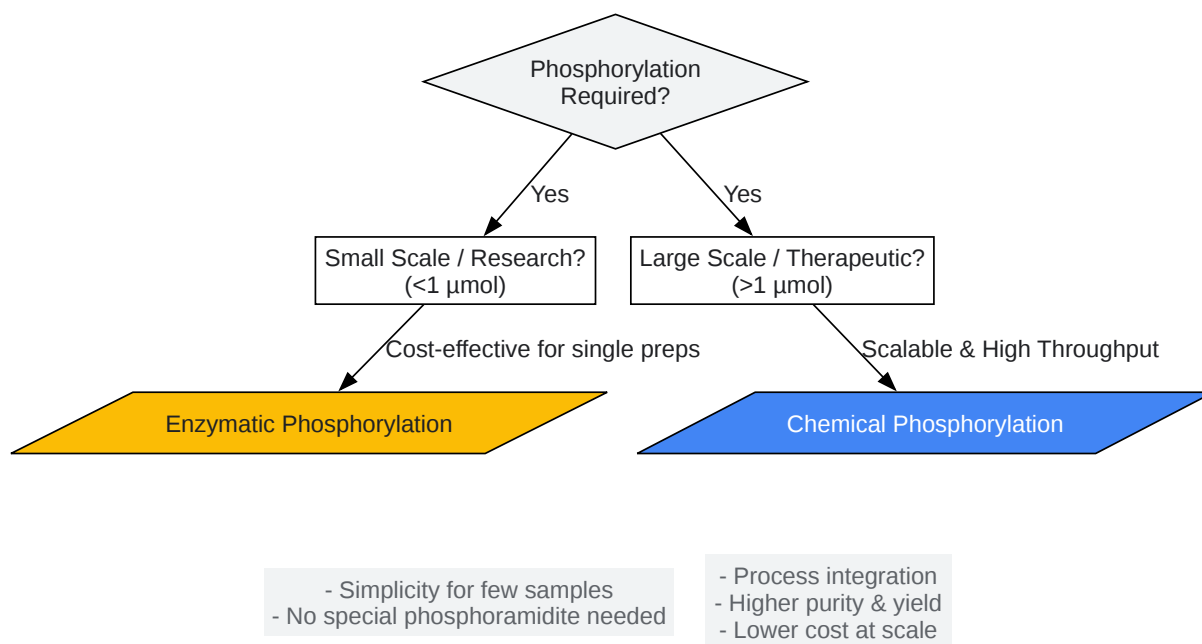 Phosphorylation
Required?
Yes
Yes
Small Scale / Research?
(<1 µmol)
Large Scale / Therapeutic?
(>1 µmol)
Cost-effective for single preps
Scalable & High Throughput
Enzymatic Phosphorylation
Chemical Phosphorylation
- Simplicity for few samples
- No special phosphoramidite needed
- Process integration
- Higher purity & yield
- Lower cost at scale